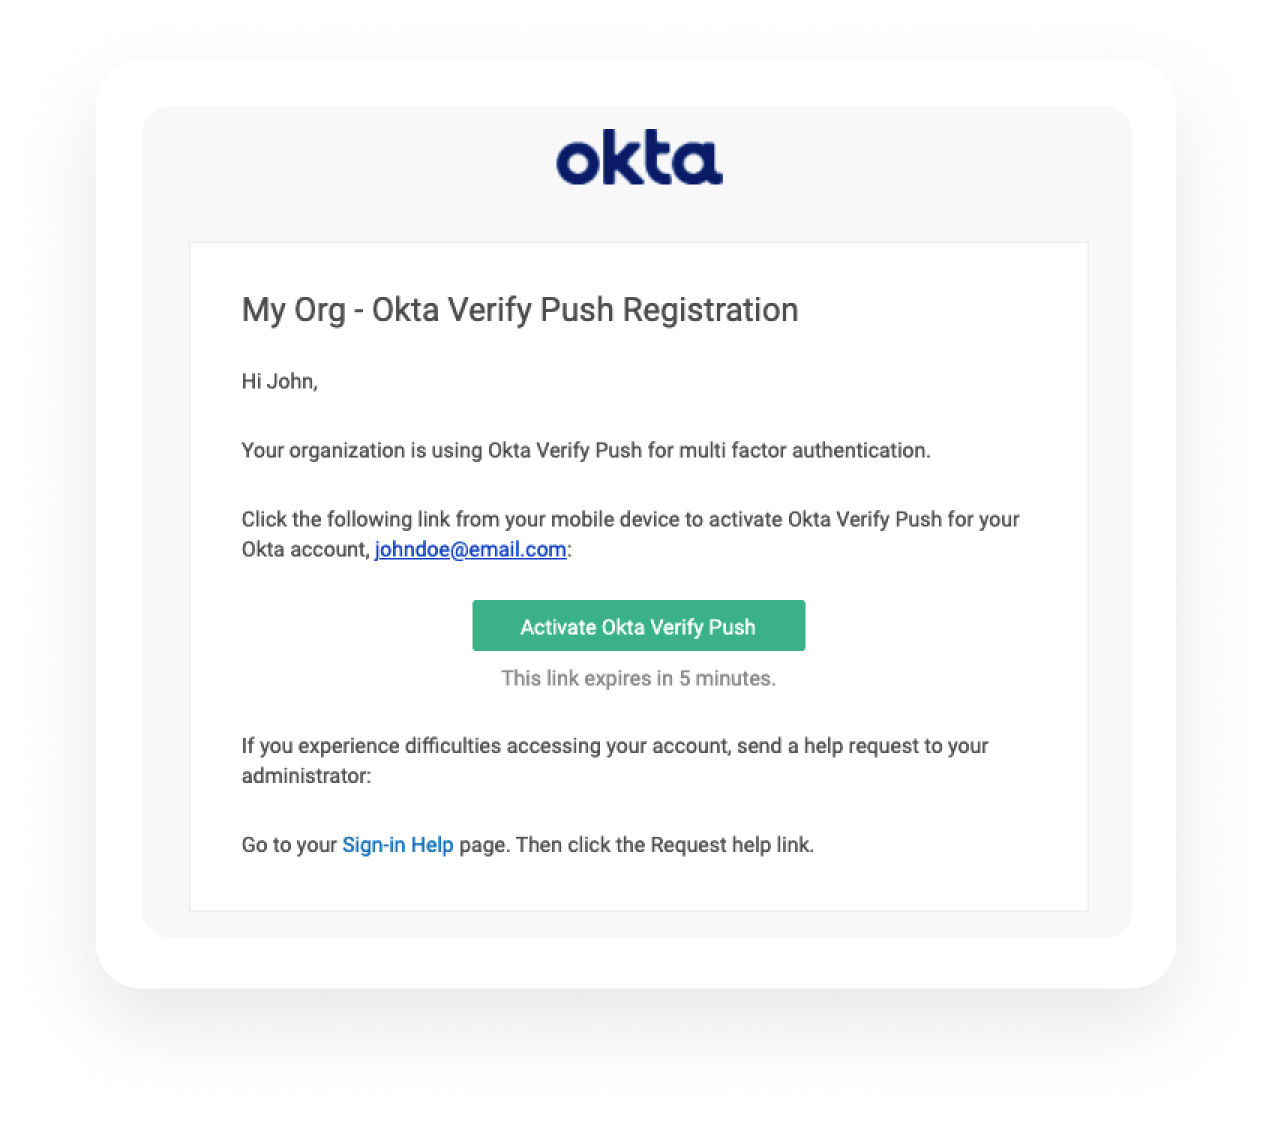 okta
My Org - Okta Verify Push Registration
Hi John,
Your organization is using Okta Verify Push for multi factor authentication.
Click the following link from your mobile device to activate Okta Verify Push for your
Okta account, johndoe@email.com:
Activate Okta Verify Push
This link expires in 5 minutes.
If you experience difficulties accessing your account, send a help request to your
administrator:
Go to your Sign-in Help page. Then click the Request help link.